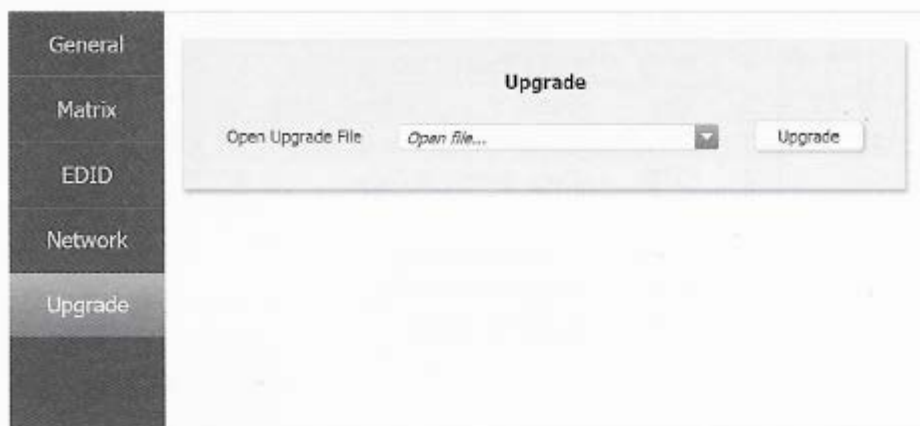 General
Matrix
EDID
Network
Upgrade
Upgrade
Open Upgrade File Open file... Upgrade